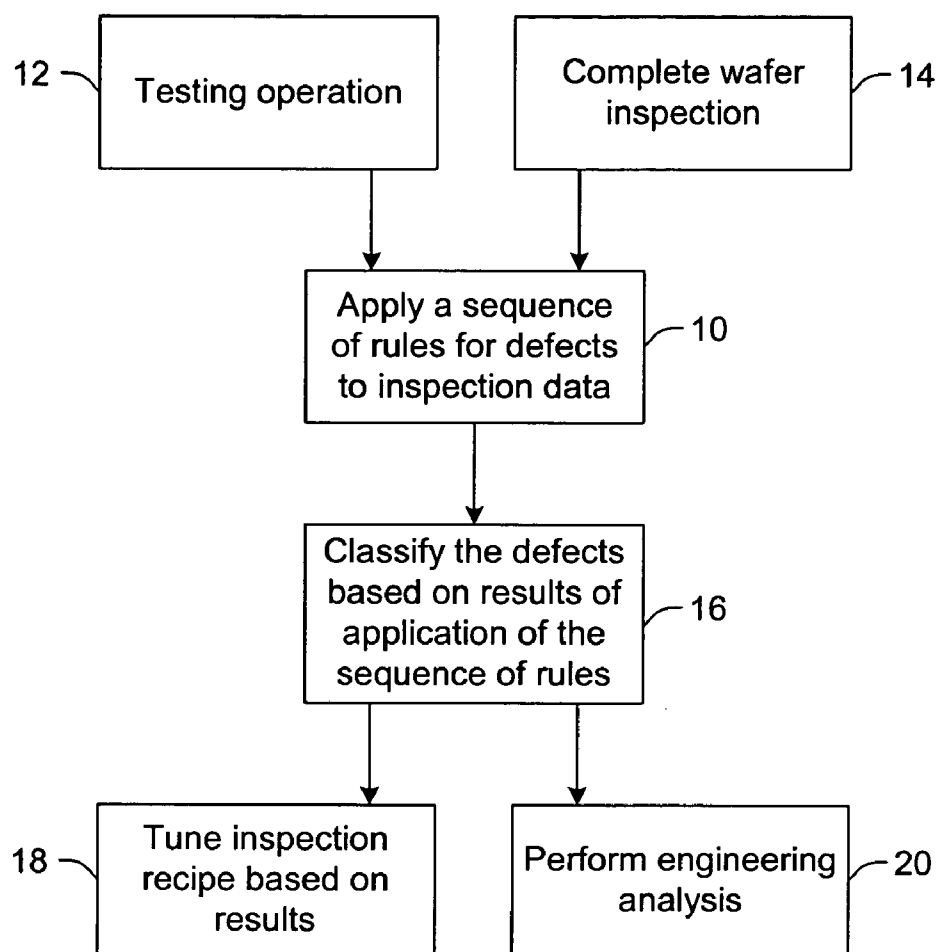 12
Testing operation
Complete wafer
inspection
14
Apply a sequence
of rules for defects
to inspection data
10
Classify the defects
based on results of
application of the
sequence of rules
16
18
Tune inspection
recipe based on
results
Perform engineering
analysis
20